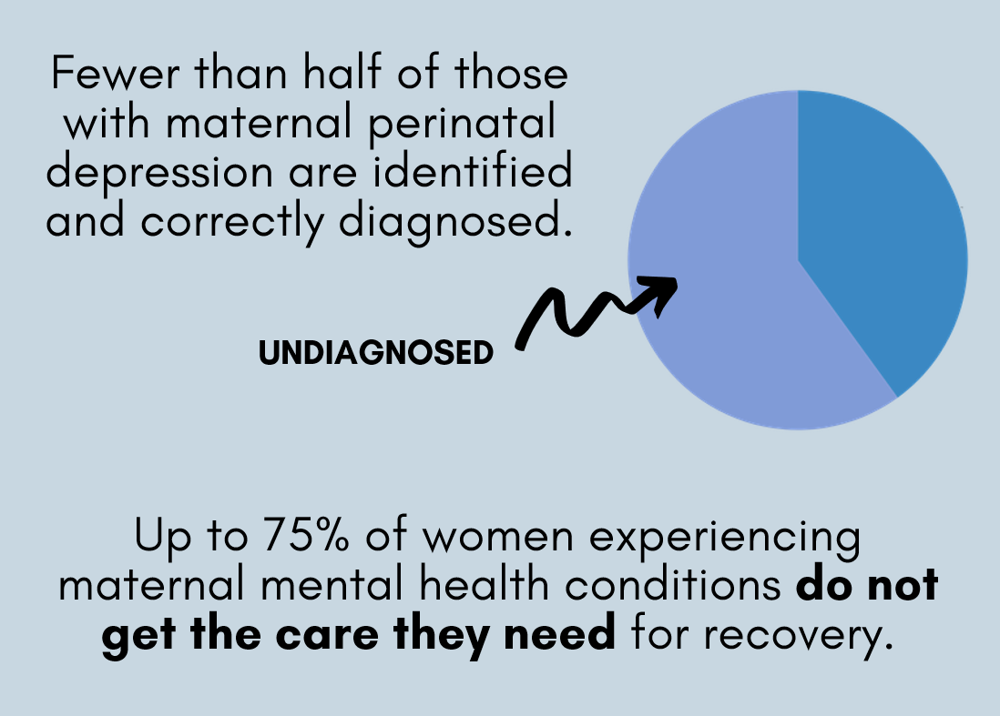 Fewer than half of those
with maternal perinatal
depression are identified
and correctly diagnosed.
UNDIAGNOSED
Up to 75% of women experiencing
maternal mental health conditions do not
get the care they need for recovery.